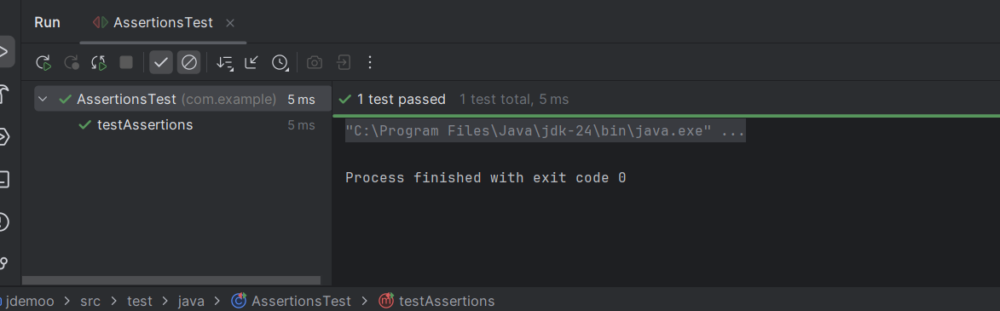 Run AssertionsTest
AssertionsTest (com.example) 5 ms
testAssertions 5 ms
1 test passed 1 test total, 5 ms
"C:\Program Files\Java\jdk-24\bin\java.exe" ...
Process finished with exit code 0
jdemoo > src > test > java > AssertionsTest > testAssertions